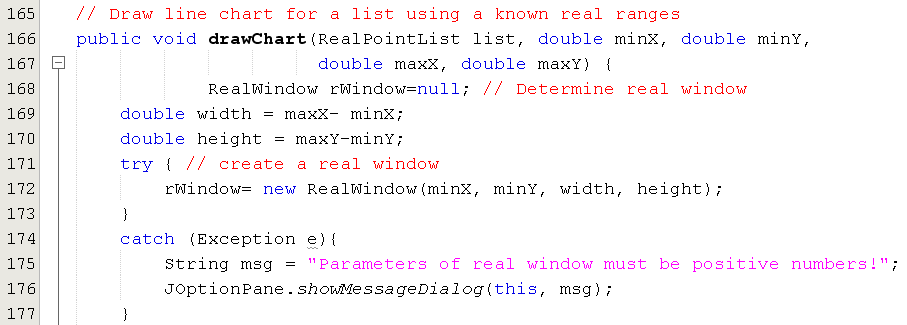 165 // Draw line chart for a list using a known real ranges
166 public void drawChart(RealPointList list, double minX, double minY,
167 double maxX, double maxY) {
168 RealWindow rWindow=null; // Determine real window
169 double width = maxX- minX;
170 double height = maxY-minY;
171 try { // create a real window
172 rWindow= new RealWindow(minX, minY, width, height);
173 }
174 catch (Exception e){
175 String msg = "Parameters of real window must be positive numbers!";
176 JOptionPane.showMessageDialog(this, msg);
177 }